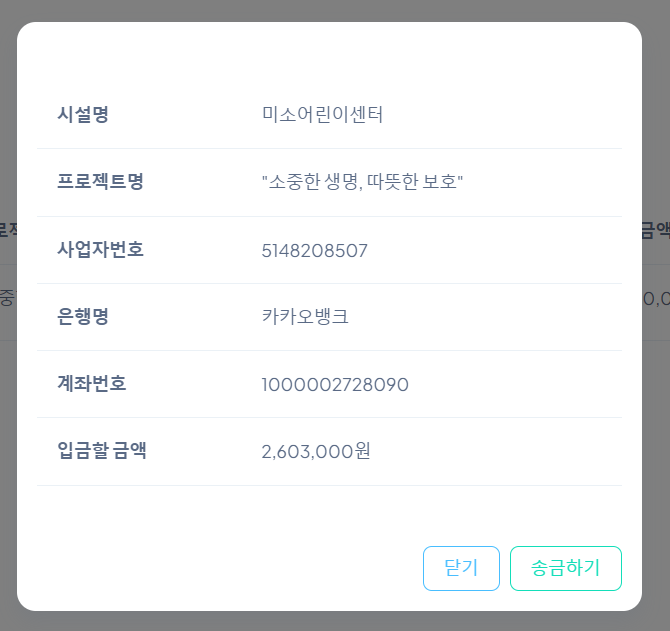 시설명 미소어린이센터
프로젝트명 "소중한 생명, 따뜻한 보호"
사업자번호 5148208507
은행명 카카오뱅크
계좌번호 1000002728090
입금할 금액 2,603,000원
닫기 송금하기